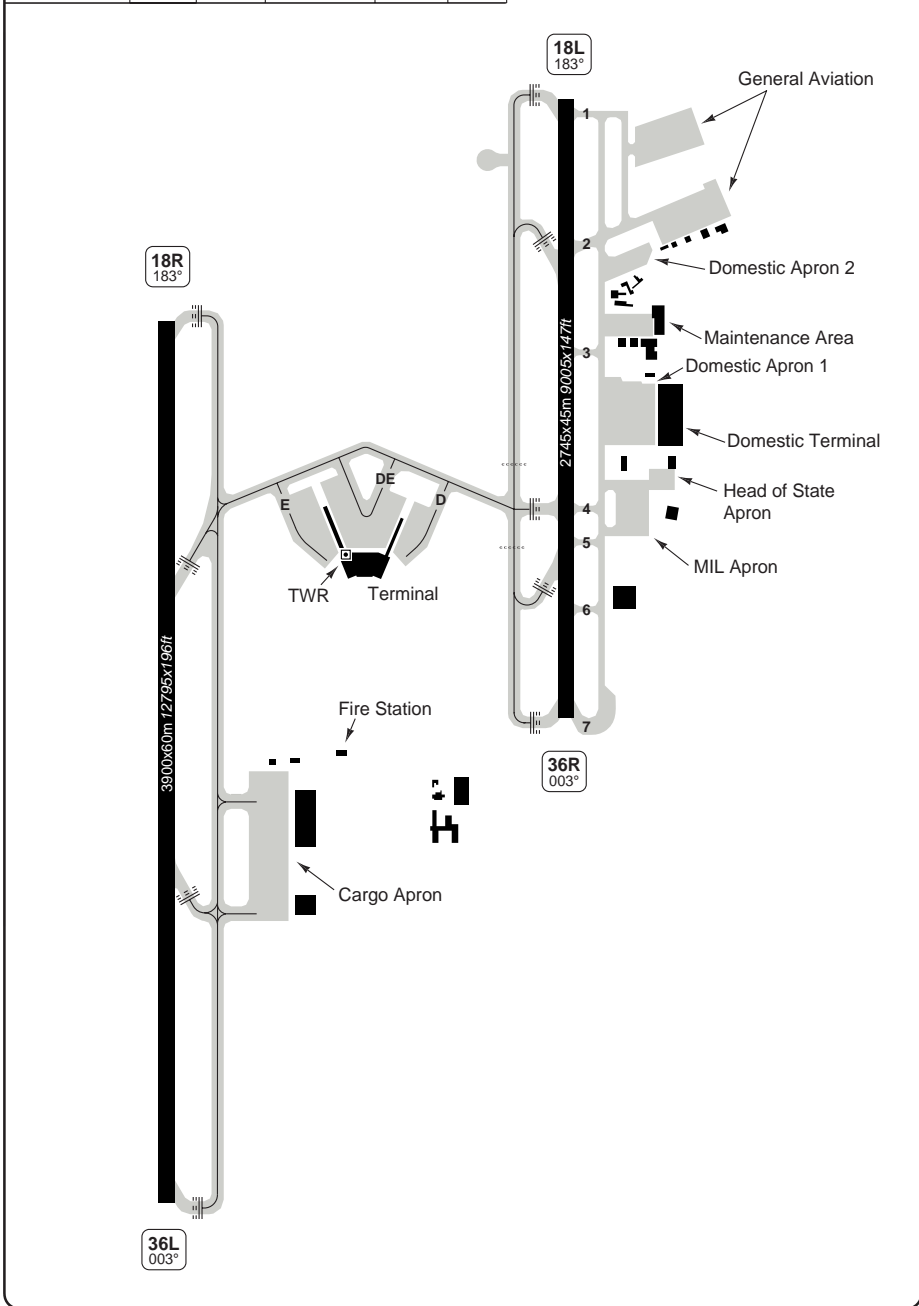 18L
183°
General Aviation
1
2
18R
183°
Domestic Apron 2
Maintenance Area
3
Domestic Apron 1
2745x45m 9005x147ft
Domestic Terminal
DE
E
D
Head of State
Apron
4
5
MIL Apron
TWR
Terminal
6
3900x60m 12795x196ft
Fire Station
7
36R
003°
Cargo Apron
36L
003°